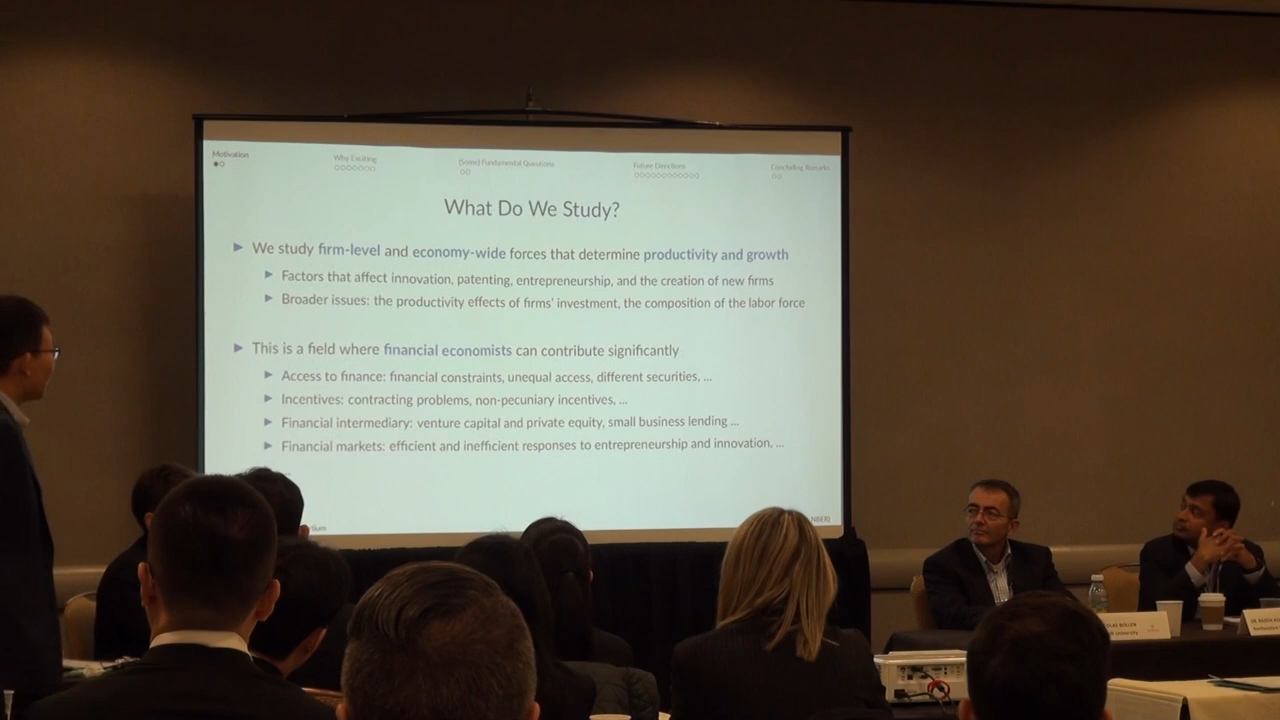 Motivation
Why Exciting
(Some) Fundamental Questions
Future Directions
Concluding Remarks
What Do We Study?
We study firm-level and economy-wide forces that determine productivity and growth
Factors that affect innovation, patenting, entrepreneurship, and the creation of new firms
Broader issues: the productivity effects of firms' investment, the composition of the labor force
This is a field where financial economists can contribute significantly
Access to finance: financial constraints, unequal access, different securities, ...
Incentives: contracting problems, non-pecuniary incentives, ...
Financial intermediary: venture capital and private equity, small business lending ...
Financial markets: efficient and inefficient responses to entrepreneurship and innovation, ...
NBER)
BOLLEN
University
DR.